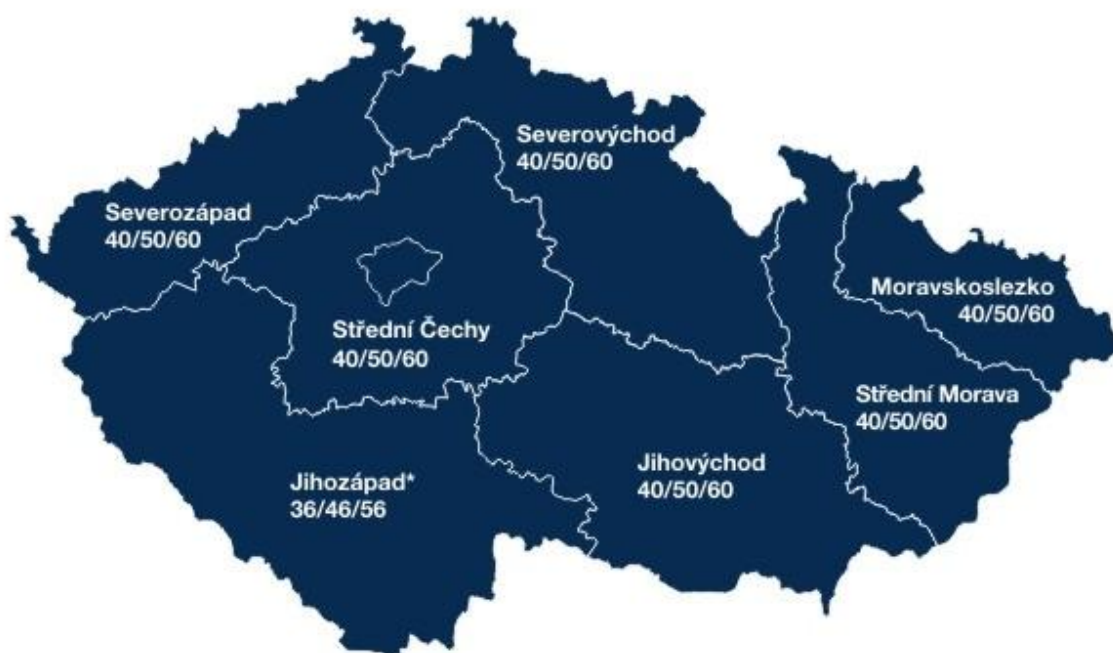 Severovýchod
40/50/60
Severozápad
40/50/60
Moravskoslezko
40/50/60
Střední Čechy
40/50/60
Střední Morava
40/50/60
Jihovýchod
40/50/60
Jihozápad*
36/46/56